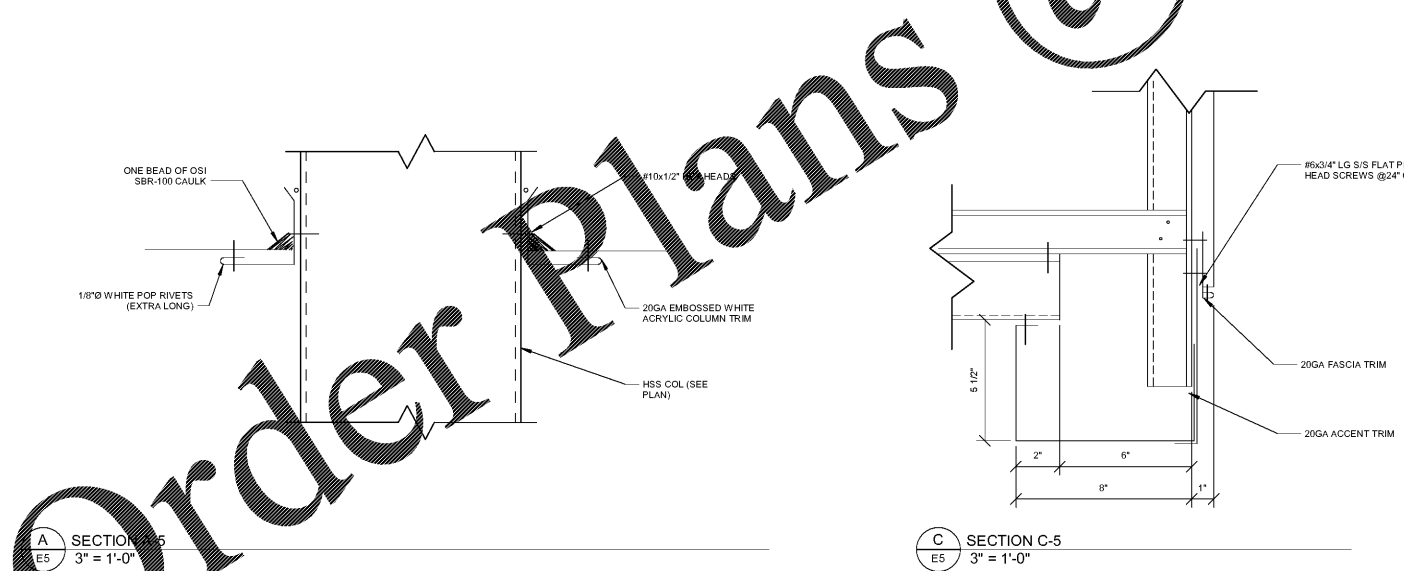 Order Plans @
ONE BEAD OF OSI
SBR-100 CAULK
1/8"Ø WHITE POP RIVETS
(EXTRA LONG)
#10x1/2" HEADS
20GA EMBOSSED WHITE
ACRYLIC COLUMN TRIM
HSS COL (SEE
PLAN)
A
E5
SECTION A-5
3" = 1'-0"
#6x3/4" LG S/S FLAT
HEAD SCREWS @24"
20GA FASCIA TRIM
20GA ACCENT TRIM
5 1/2"
2"
6"
8"
1"
C
E5
SECTION C-5
3" = 1'-0"